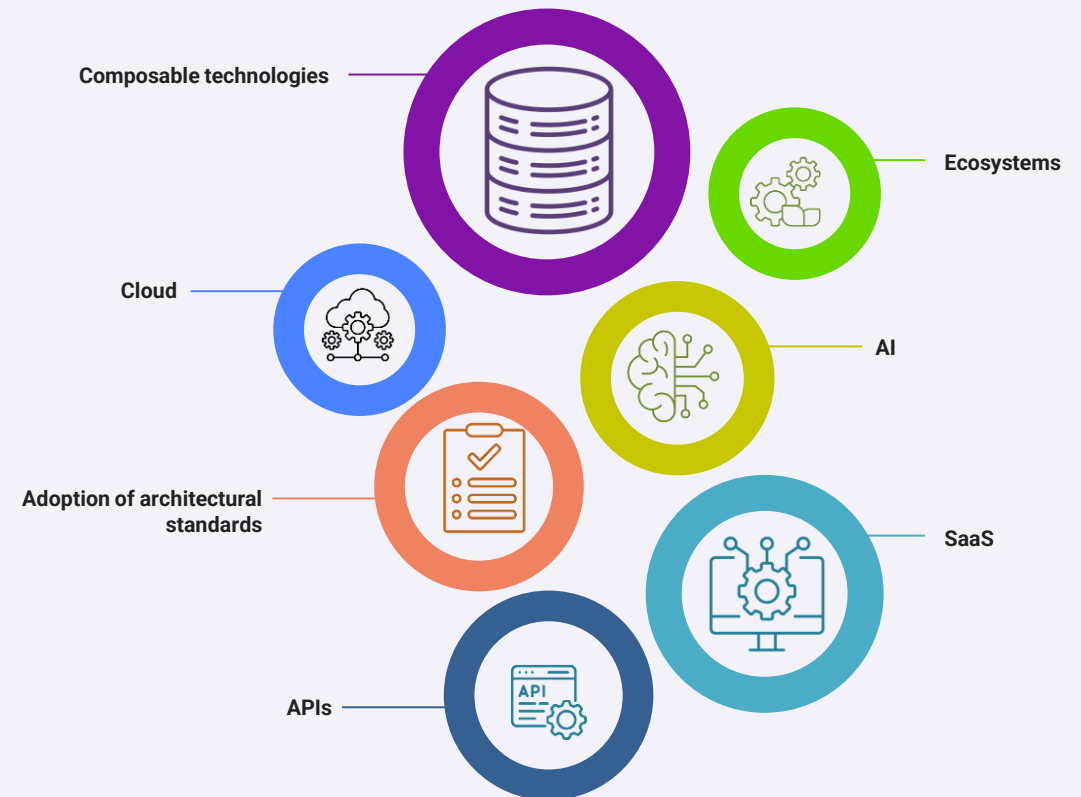 Composable technologies
Ecosystems
Cloud
AI
Adoption of architectural
standards
SaaS
API
APIs